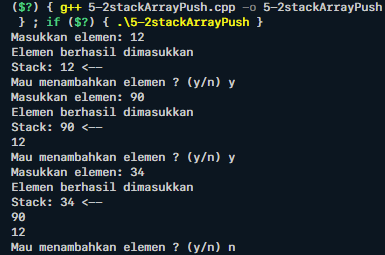 ($?) { g++ 5-2stackArrayPush.cpp -o 5-2stackArrayPush
} ; if ($?) { .\5-2stackArrayPush }
Masukkan elemen: 12
Elemen berhasil dimasukkan
Stack: 12 <--
Mau menambahkan elemen ? (y/n) y
Masukkan elemen: 90
Elemen berhasil dimasukkan
Stack: 90 <--
12
Mau menambahkan elemen ? (y/n) y
Masukkan elemen: 34
Elemen berhasil dimasukkan
Stack: 34 <--
90
12
Mau menambahkan elemen ? (y/n) n